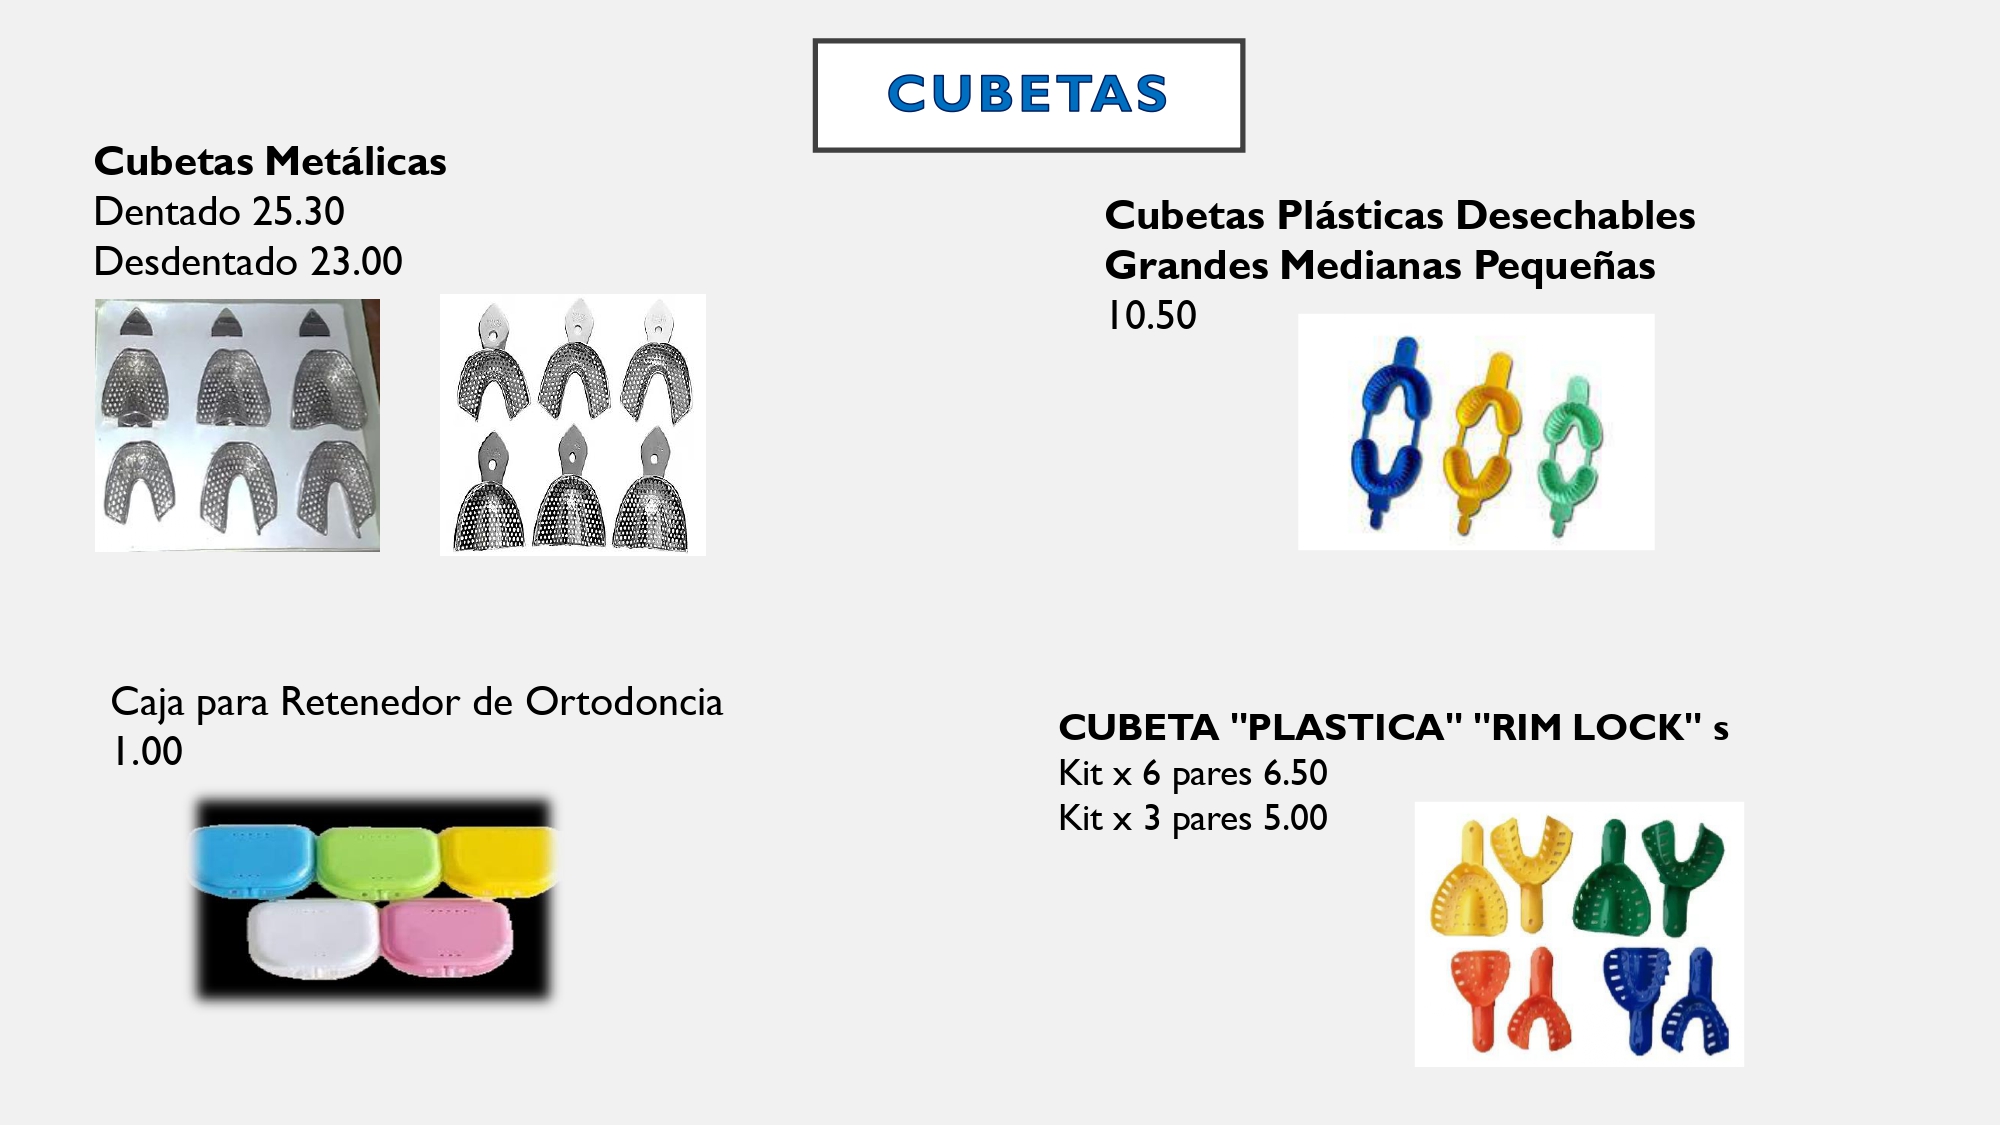 CUBETAS
Cubetas Metálicas
Dentado 25.30
Desdentado 23.00
Cubetas Plásticas Desechables
Grandes Medianas Pequeñas
10.50
Caja para Retenedor de Ortodoncia
1.00
CUBETA "PLASTICA" "RIM LOCK" s
Kit x 6 pares 6.50
Kit x 3 pares 5.00